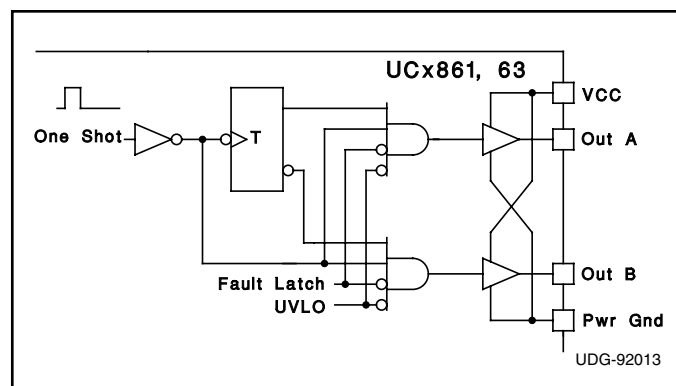 UCx861, 63
VCC
One Shot
T
Out A
Fault Latch
UVLO
Out B
Pwr Gnd
UDG-92013